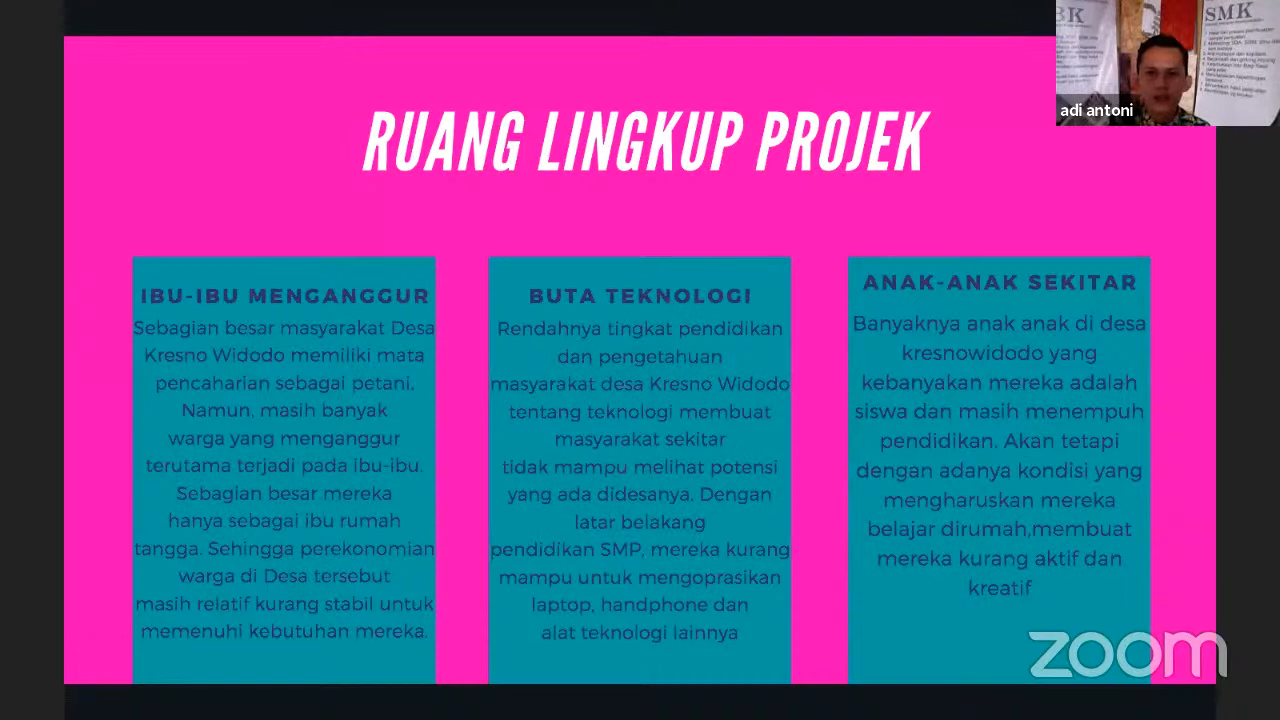 RUANG LINGKUP PROJEK
IBU-IBU MENGANGGUR
Sebagian besar masyarakat Desa
Kresno Widodo memiliki mata
pencaharian sebagai petani.
Namun, masih banyak
warga yang menganggur
terutama terjadi pada ibu-ibu.
Sebagian besar mereka
hanya sebagai ibu rumah
tangga. Sehingga perekonomian
warga di Desa tersebut
masih relatif kurang stabil untuk
memenuhi kebutuhan mereka.
BUTA TEKNOLOGI
Rendahnya tingkat pendidikan
dan pengetahuan
masyarakat desa Kresno Widodo
tentang teknologi membuat
masyarakat sekitar
tidak mampu melihat potensi
yang ada didesanya. Dengan
latar belakang
pendidikan SMP, mereka kurang
mampu untuk mengoprasikan
laptop, handphone dan
alat teknologi lainnya
ANAK-ANAK SEKITAR
Banyaknya anak anak di desa
kresnowidodo yang
kebanyakan mereka adalah
siswa dan masih menempuh
pendidikan. Akan tetapi
dengan adanya kondisi yang
mengharuskan mereka
belajar dirumah,membuat
mereka kurang aktif dan
kreatif
SMK
adi antoni
zoom